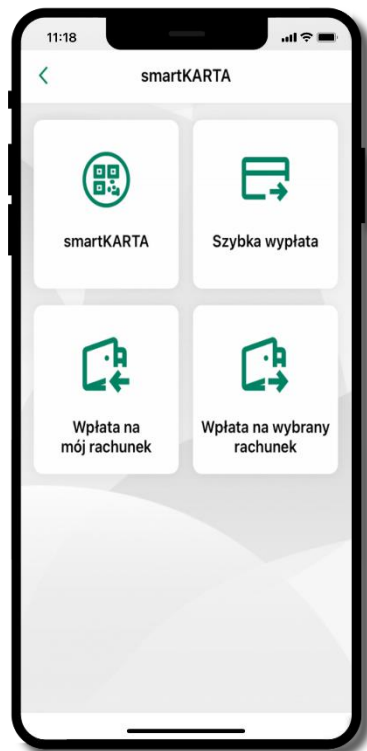 11:18
smartKARTA
smartKARTA
Szybka wypłata
Wpłata na
mój rachunek
Wpłata na wybrany
rachunek